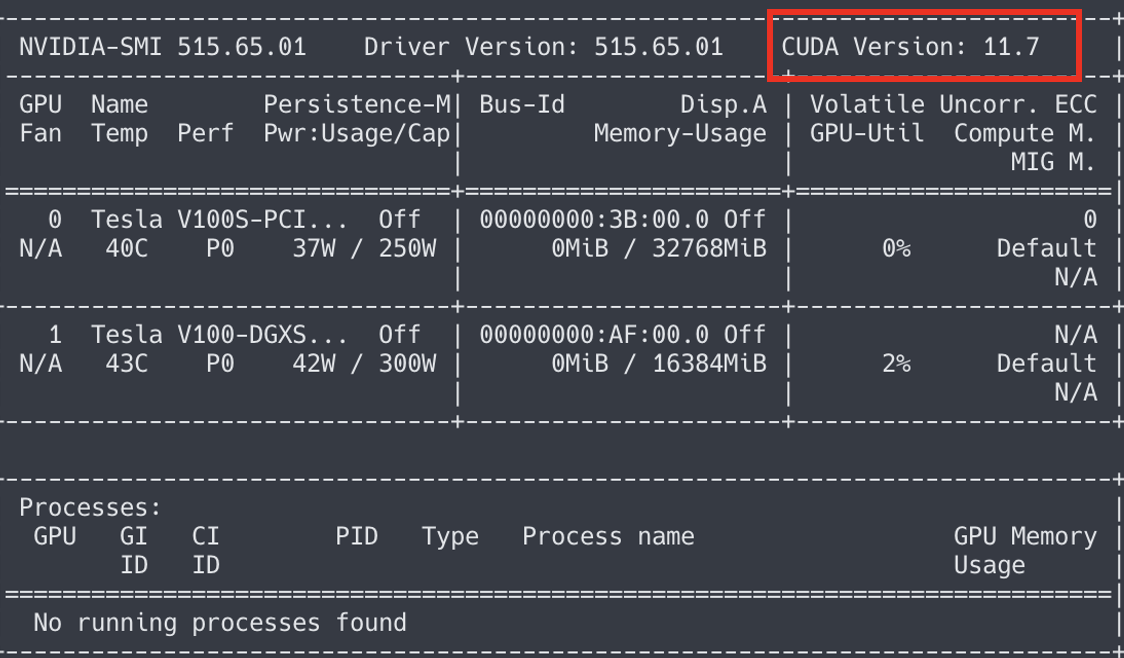 NVIDIA-SMI 515.65.01    Driver Version: 515.65.01    CUDA Version: 11.7     |
-------------------------------+----------------------+----------------------+
GPU  Name        Persistence-M| Bus-Id        Disp.A | Volatile Uncorr. ECC |
Fan  Temp  Perf  Pwr:Usage/Cap|         Memory-Usage | GPU-Util  Compute M. |
|                      |               MIG M. |
===============================+======================+======================|
0  Tesla V100S-PCI...  Off  | 00000000:3B:00.0 Off |                    0 |
N/A   40C    P0    37W / 250W |      0MiB / 32768MiB |      0%      Default |
|                      |                  N/A |
-------------------------------+----------------------+----------------------+
1  Tesla V100-DGXS...  Off  | 00000000:AF:00.0 Off |                  N/A |
N/A   43C    P0    42W / 300W |      0MiB / 16384MiB |      2%      Default |
|                      |                  N/A |
-------------------------------+----------------------+----------------------+
-----------------------------------------------------------------------------+
Processes:                                                                  |
GPU   GI   CI        PID   Type   Process name                  GPU Memory |
ID   ID                                                   Usage      |
=============================================================================|
No running processes found                                                 |
-----------------------------------------------------------------------------+